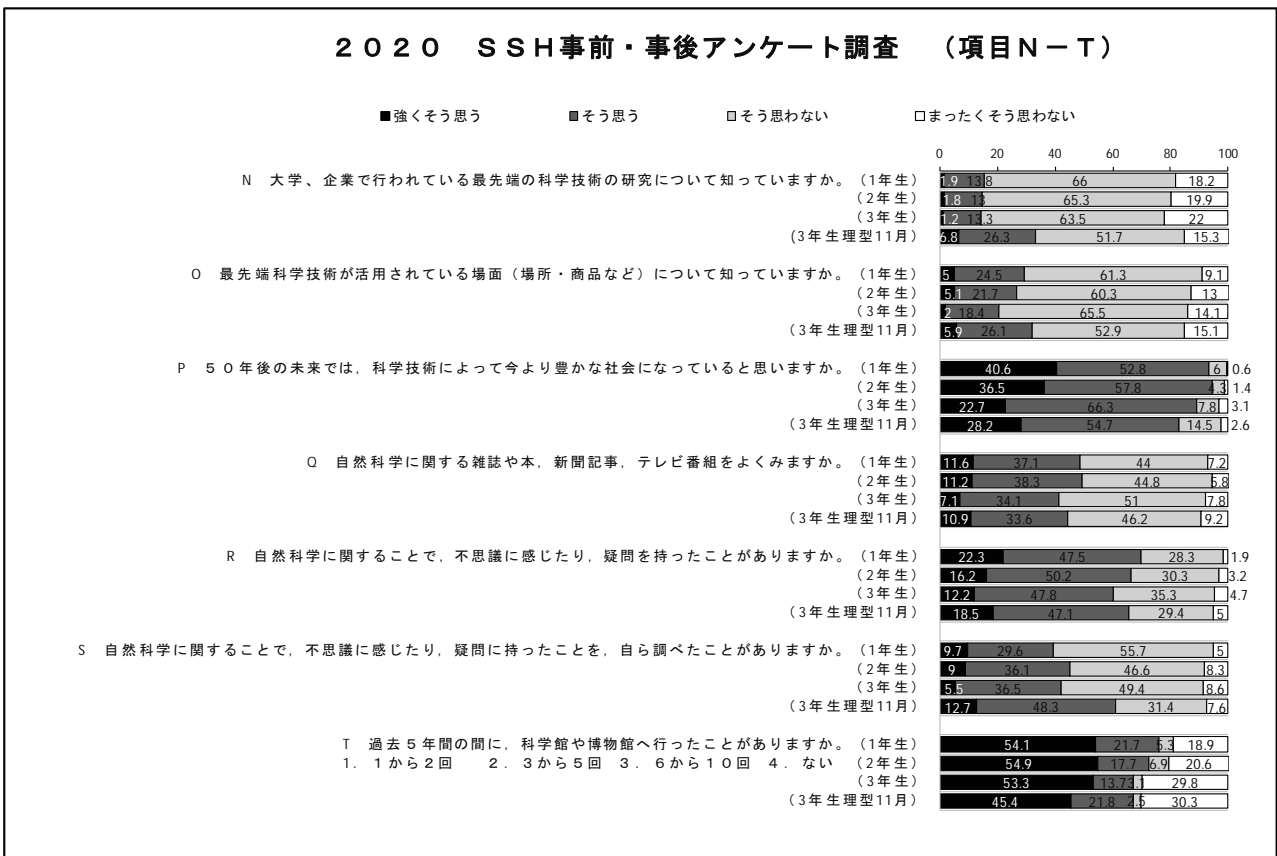 ２０２０　ＳＳＨ事前・事後アンケート調査　（項目Ｎ－Ｔ）
■強くそう思う　■そう思う　□そう思わない　□まったくそう思わない
0 20 40 60 80 100
N　大学、企業で行われている最先端の科学技術の研究について知っていますか。（1年生） 1.9 13.8 66 18.2
（2年生） 1.8 13 65.3 19.9
（3年生） 1.2 13.3 63.5 22
(3年生理型11月） 6.8 26.3 51.7 15.3
O　最先端科学技術が活用されている場面（場所・商品など）について知っていますか。（1年生） 5 24.5 61.3 9.1
（2年生） 5.1 21.7 60.3 13
（3年生） 2 18.4 65.5 14.1
（3年生理型11月） 5.9 26.1 52.9 15.1
P　５０年後の未来では，科学技術によって今より豊かな社会になっていると思いますか。（1年生） 40.6 52.8 6 0.6
（2年生） 36.5 57.8 4.3 1.4
（3年生） 22.7 66.3 7.8 3.1
（3年生理型11月） 28.2 54.7 14.5 2.6
Q　自然科学に関する雑誌や本，新聞記事，テレビ番組をよくみますか。（1年生） 11.6 37.1 44 7.2
（2年生） 11.2 38.3 44.8 5.8
（3年生） 7.1 34.1 51 7.8
（3年生理型11月） 10.9 33.6 46.2 9.2
R　自然科学に関することで，不思議に感じたり，疑問を持ったことがありますか。（1年生） 22.3 47.5 28.3 1.9
（2年生） 16.2 50.2 30.3 3.2
（3年生） 12.2 47.8 35.3 4.7
（3年生理型11月） 18.5 47.1 29.4 5
S　自然科学に関することで，不思議に感じたり，疑問に持ったことを，自ら調べたことがありますか。（1年生） 9.7 29.6 55.7 5
（2年生） 9 36.1 46.6 8.3
（3年生） 5.5 36.5 49.4 8.6
（3年生理型11月） 12.7 48.3 31.4 7.6
T　過去５年間の間に，科学館や博物館へ行ったことがありますか。（1年生） 54.1 21.7 5.3 18.9
1．1から2回　2．3から5回　3．6から10回　4．ない　（2年生） 54.9 17.7 6.9 20.6
（3年生） 53.3 13.7 3.1 29.8
（3年生理型11月） 45.4 21.8 2.5 30.3